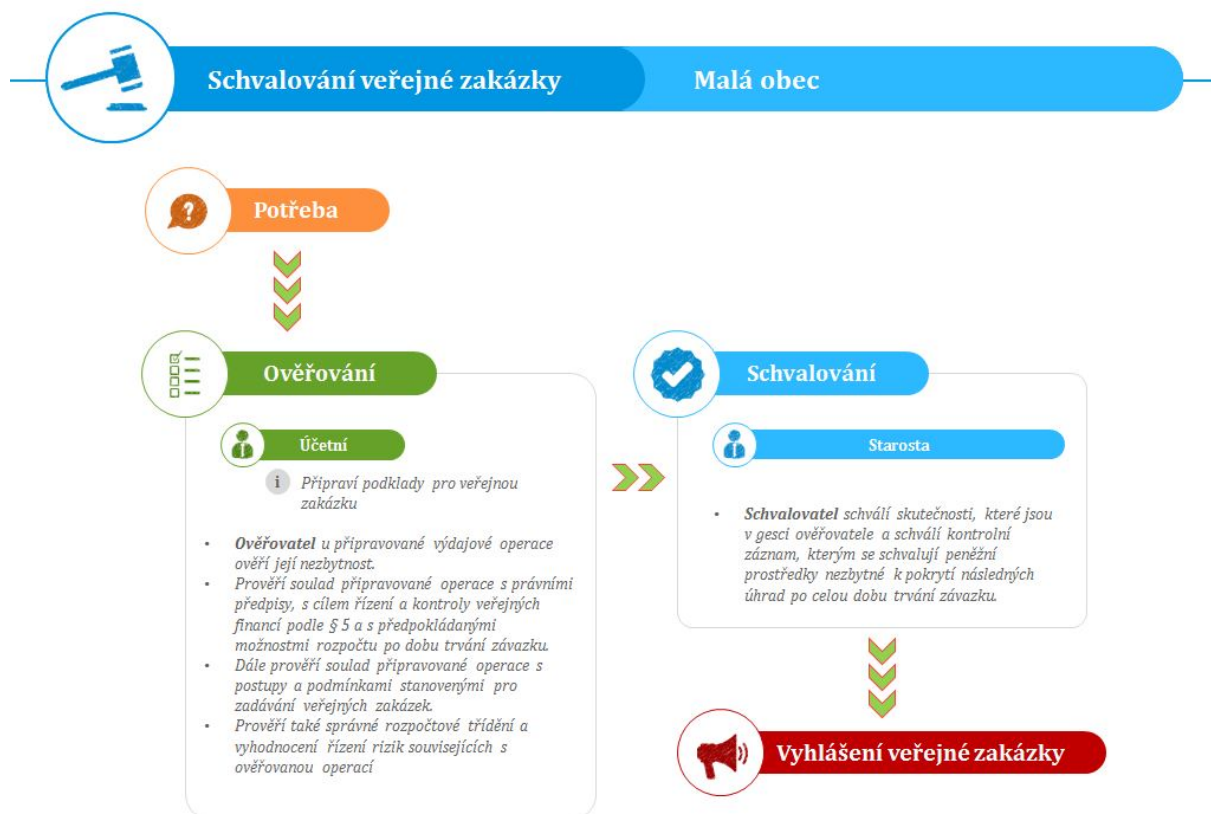 Schvalování veřejné zakázky
Malá obec
Potřeba
Ověřování
Účetní
i Připraví podklady pro veřejnou
zakázku
• Ověřovatel u připravované výdajové operace
ověří její nezbytnost.
• Prověří soulad připravované operace s právními
předpisy, s cílem řízení a kontroly veřejných
financí podle § 5 a s předpokládanými
možnostmi rozpočtu po dobu trvání závazku.
• Dále prověří soulad připravované operace s
postupy a podmínkami stanovenými pro
zadávání veřejných zakázek.
• Prověří také správné rozpočtové třídění a
vyhodnocení řízení rizik souvisejících s
ověřovanou operací
Schvalování
Starosta
• Schvalovatel schválí skutečnosti, které jsou
v gesci ověřovatele a schválí kontrolní
záznam, kterým se schvalují peněžní
prostředky nezbytné k pokrytí následných
úhrad po celou dobu trvání závazku.
Vyhlášení veřejné zakázky